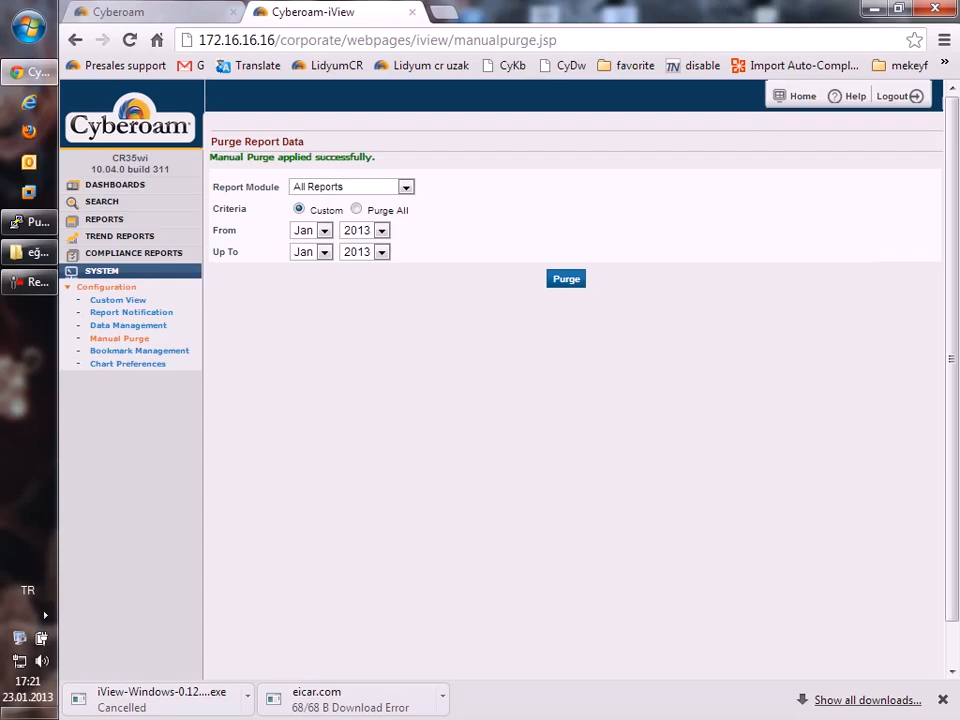 Cyberoam
Cyberoam-iView
172.16.16.16/corporate/webpages/iview/manualpurge.jsp
Cy...
Presales support
G
Translate
LidyumCR
Lidyum cr uzak
CyKb
CyDw
favorite
disable
Import Auto-Compl...
mekeyf
»
Home
Help
Logout
Cyberoam
CR35wi
10.04.0 build 311
DASHBOARDS
SEARCH
REPORTS
TREND REPORTS
COMPLIANCE REPORTS
SYSTEM
Configuration
- Custom View
- Report Notification
- Data Management
- Manual Purge
- Bookmark Management
- Chart Preferences
Purge Report Data
Manual Purge applied successfully.
Report Module All Reports
Criteria Custom Purge All
From Jan 2013
Up To Jan 2013
Purge
Pu...
eğ...
Re...
TR
17:21
23.01.2013
iView-Windows-0.12....exe
Cancelled
eicar.com
68/68 B Download Error
Show all downloads...